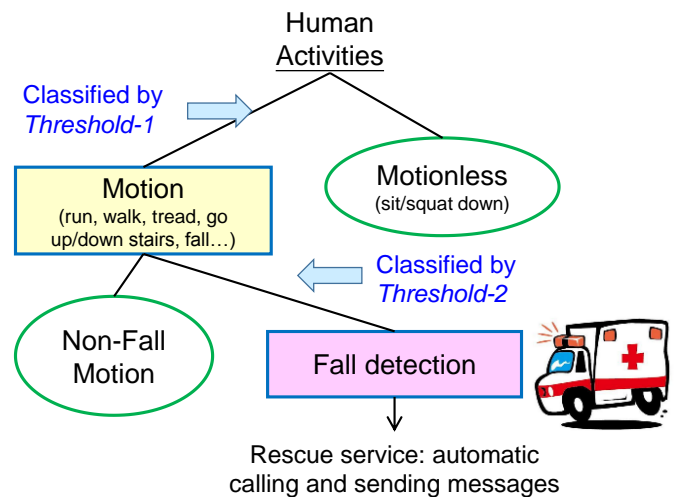 Human
Activities
Classified by
Threshold-1
Motion
(run, walk, tread, go
up/down stairs, fall…)
Motionless
(sit/squat down)
Classified by
Threshold-2
Non-Fall
Motion
Fall detection
Rescue service: automatic
calling and sending messages